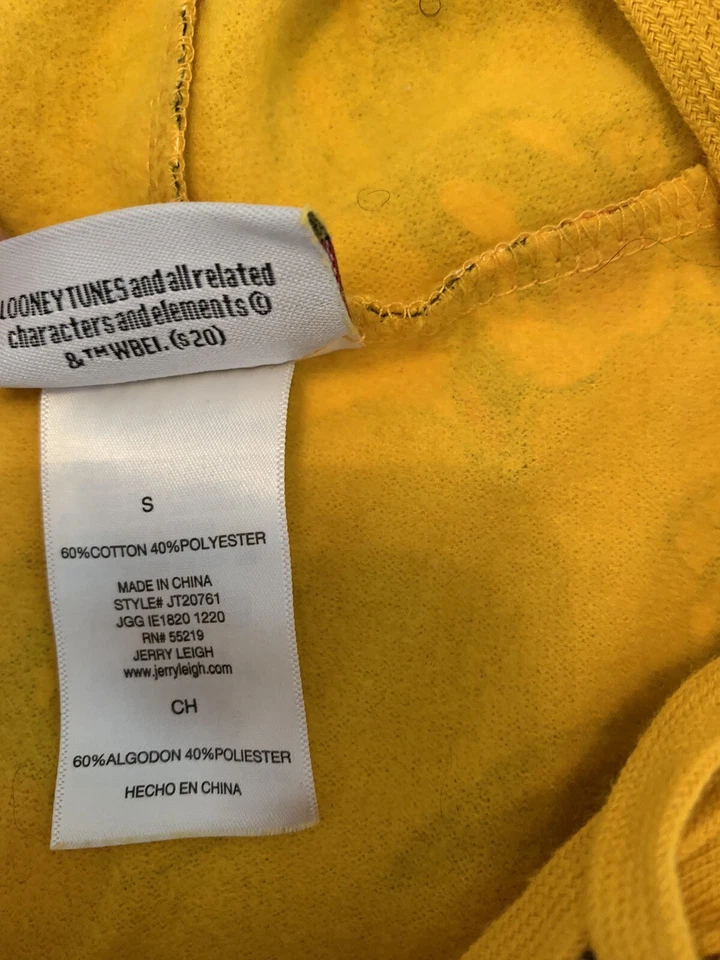 LOONEY TUNES and all related
characters and elements ©
& ™ WBEI. (s20)
S
60%COTTON 40%POLYESTER
MADE IN CHINA
STYLE# JT20761
JGG IE1820 1220
RN# 55219
JERRY LEIGH
www.jerryleigh.com
CH
60%ALGODON 40%POLIESTER
HECHO EN CHINA